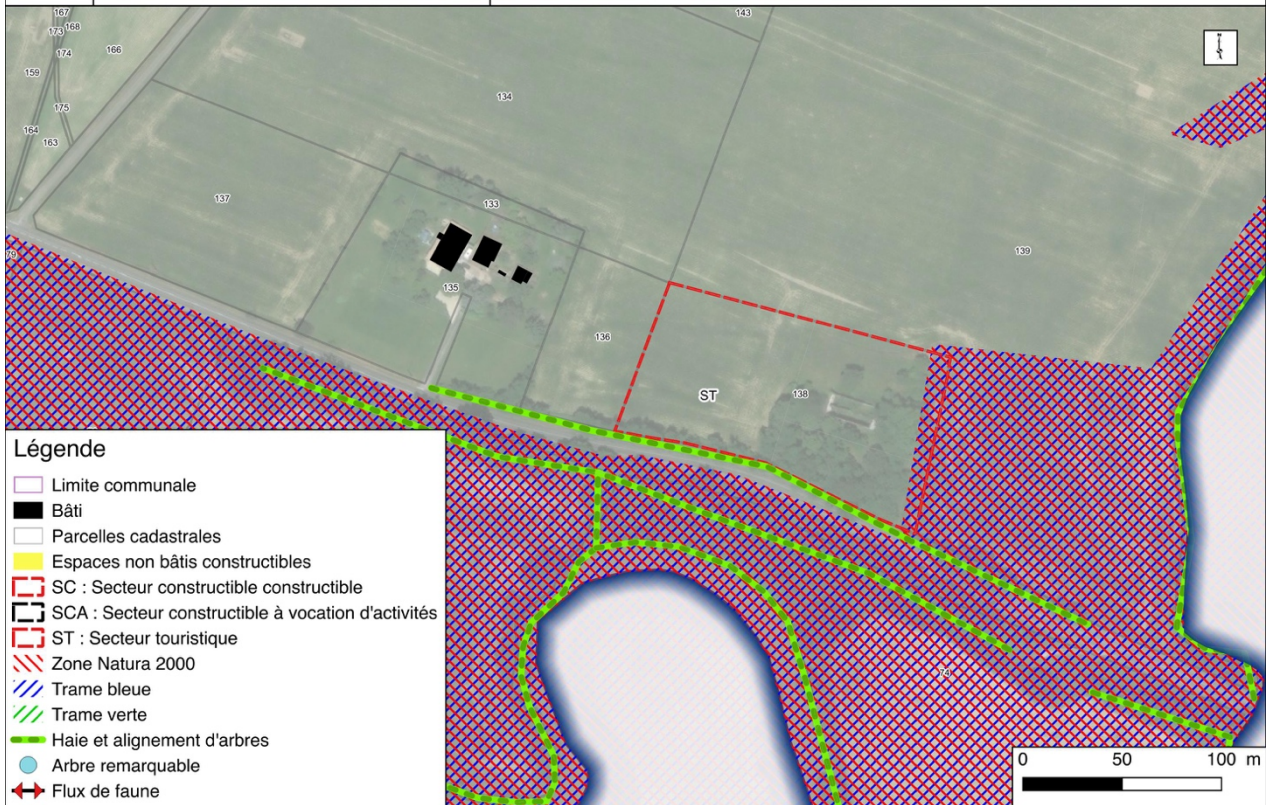 167
143
173
168
166
174
159
134
175
164
163
137
133
79
139
135
136
ST
138
74
Légende
Limite communale
Bâti
Parcelles cadastrales
Espaces non bâtis constructibles
SC : Secteur constructible constructible
SCA : Secteur constructible à vocation d'activités
ST : Secteur touristique
Zone Natura 2000
Trame bleue
Trame verte
Haie et alignement d'arbres
Arbre remarquable
Flux de faune
0 50 100 m